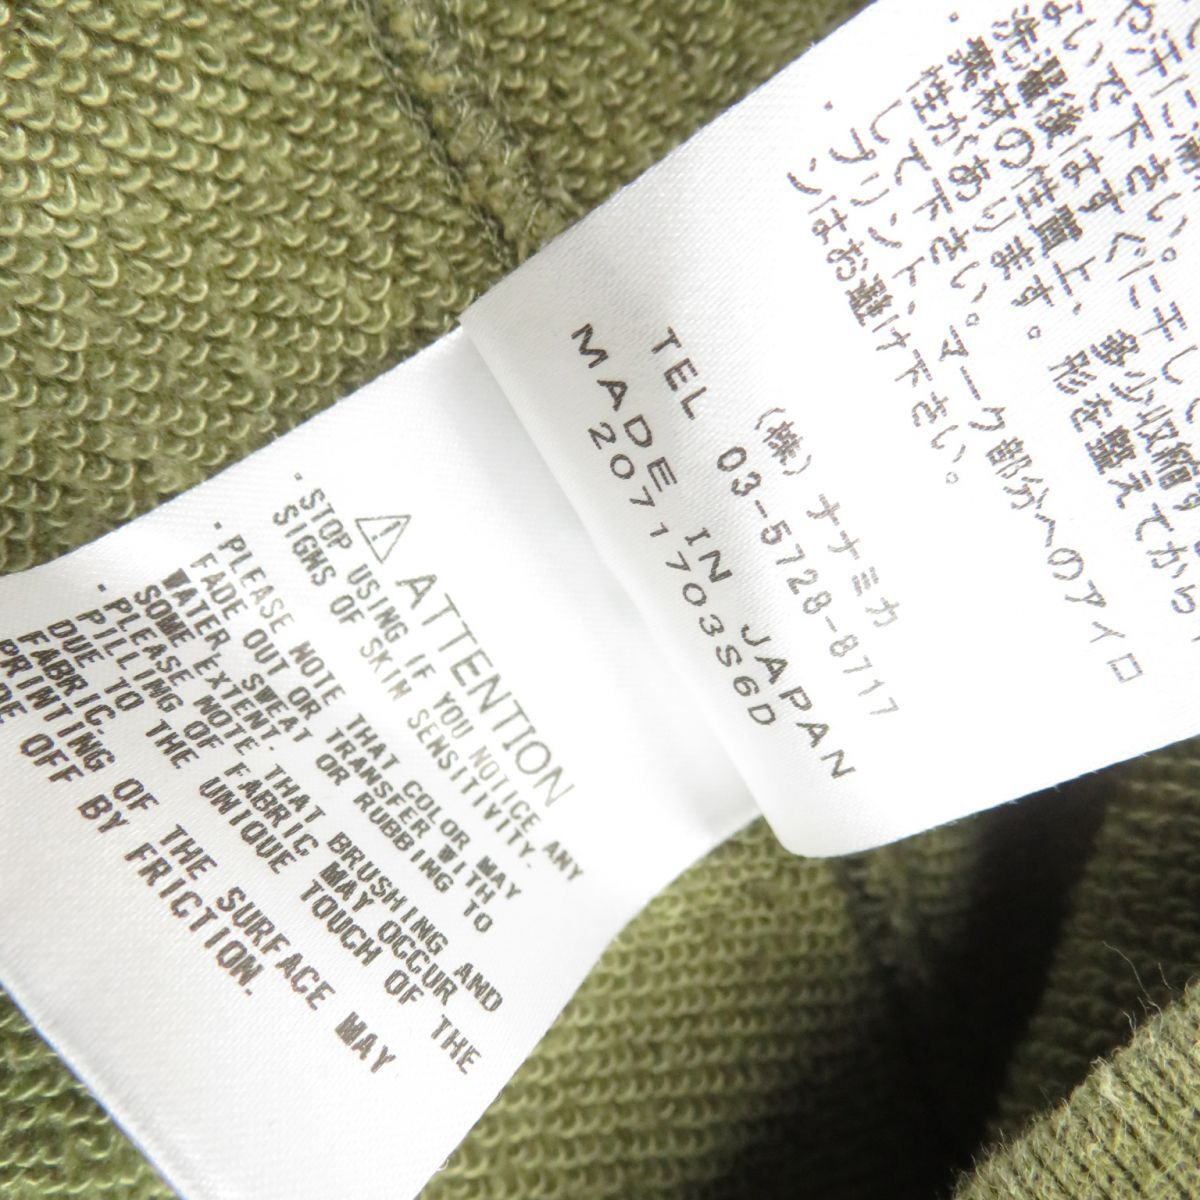 や手に
ないで下さい。
洗濯後はすぐに干して
形を整えてから
・素材の性質上、多少収縮す
性があります。
して下さい。マーク部分へのアイロ
・プリント、
ンはお避け下さい。
(株)ナナミカ
TEL 03-5728-8717
MADE IN JAPAN
2071703S6D
⚠ ATTENTION
・STOP USING IF YOU NOTICE ANY
SIGNS OF SKIN SENSITIVITY.
・PLEASE NOTE THAT COLOR MAY
FADE OUT OR TRANSFER WITH
WATER, SWEAT OR RUBBING TO
SOME EXTENT.
・PLEASE NOTE THAT BRUSHING AND
PILLING OF FABRIC MAY OCCUR
DUE TO THE UNIQUE TOUCH OF THE
FABRIC.
PRINTING OF THE SURFACE MAY
OFF BY FRICTION.